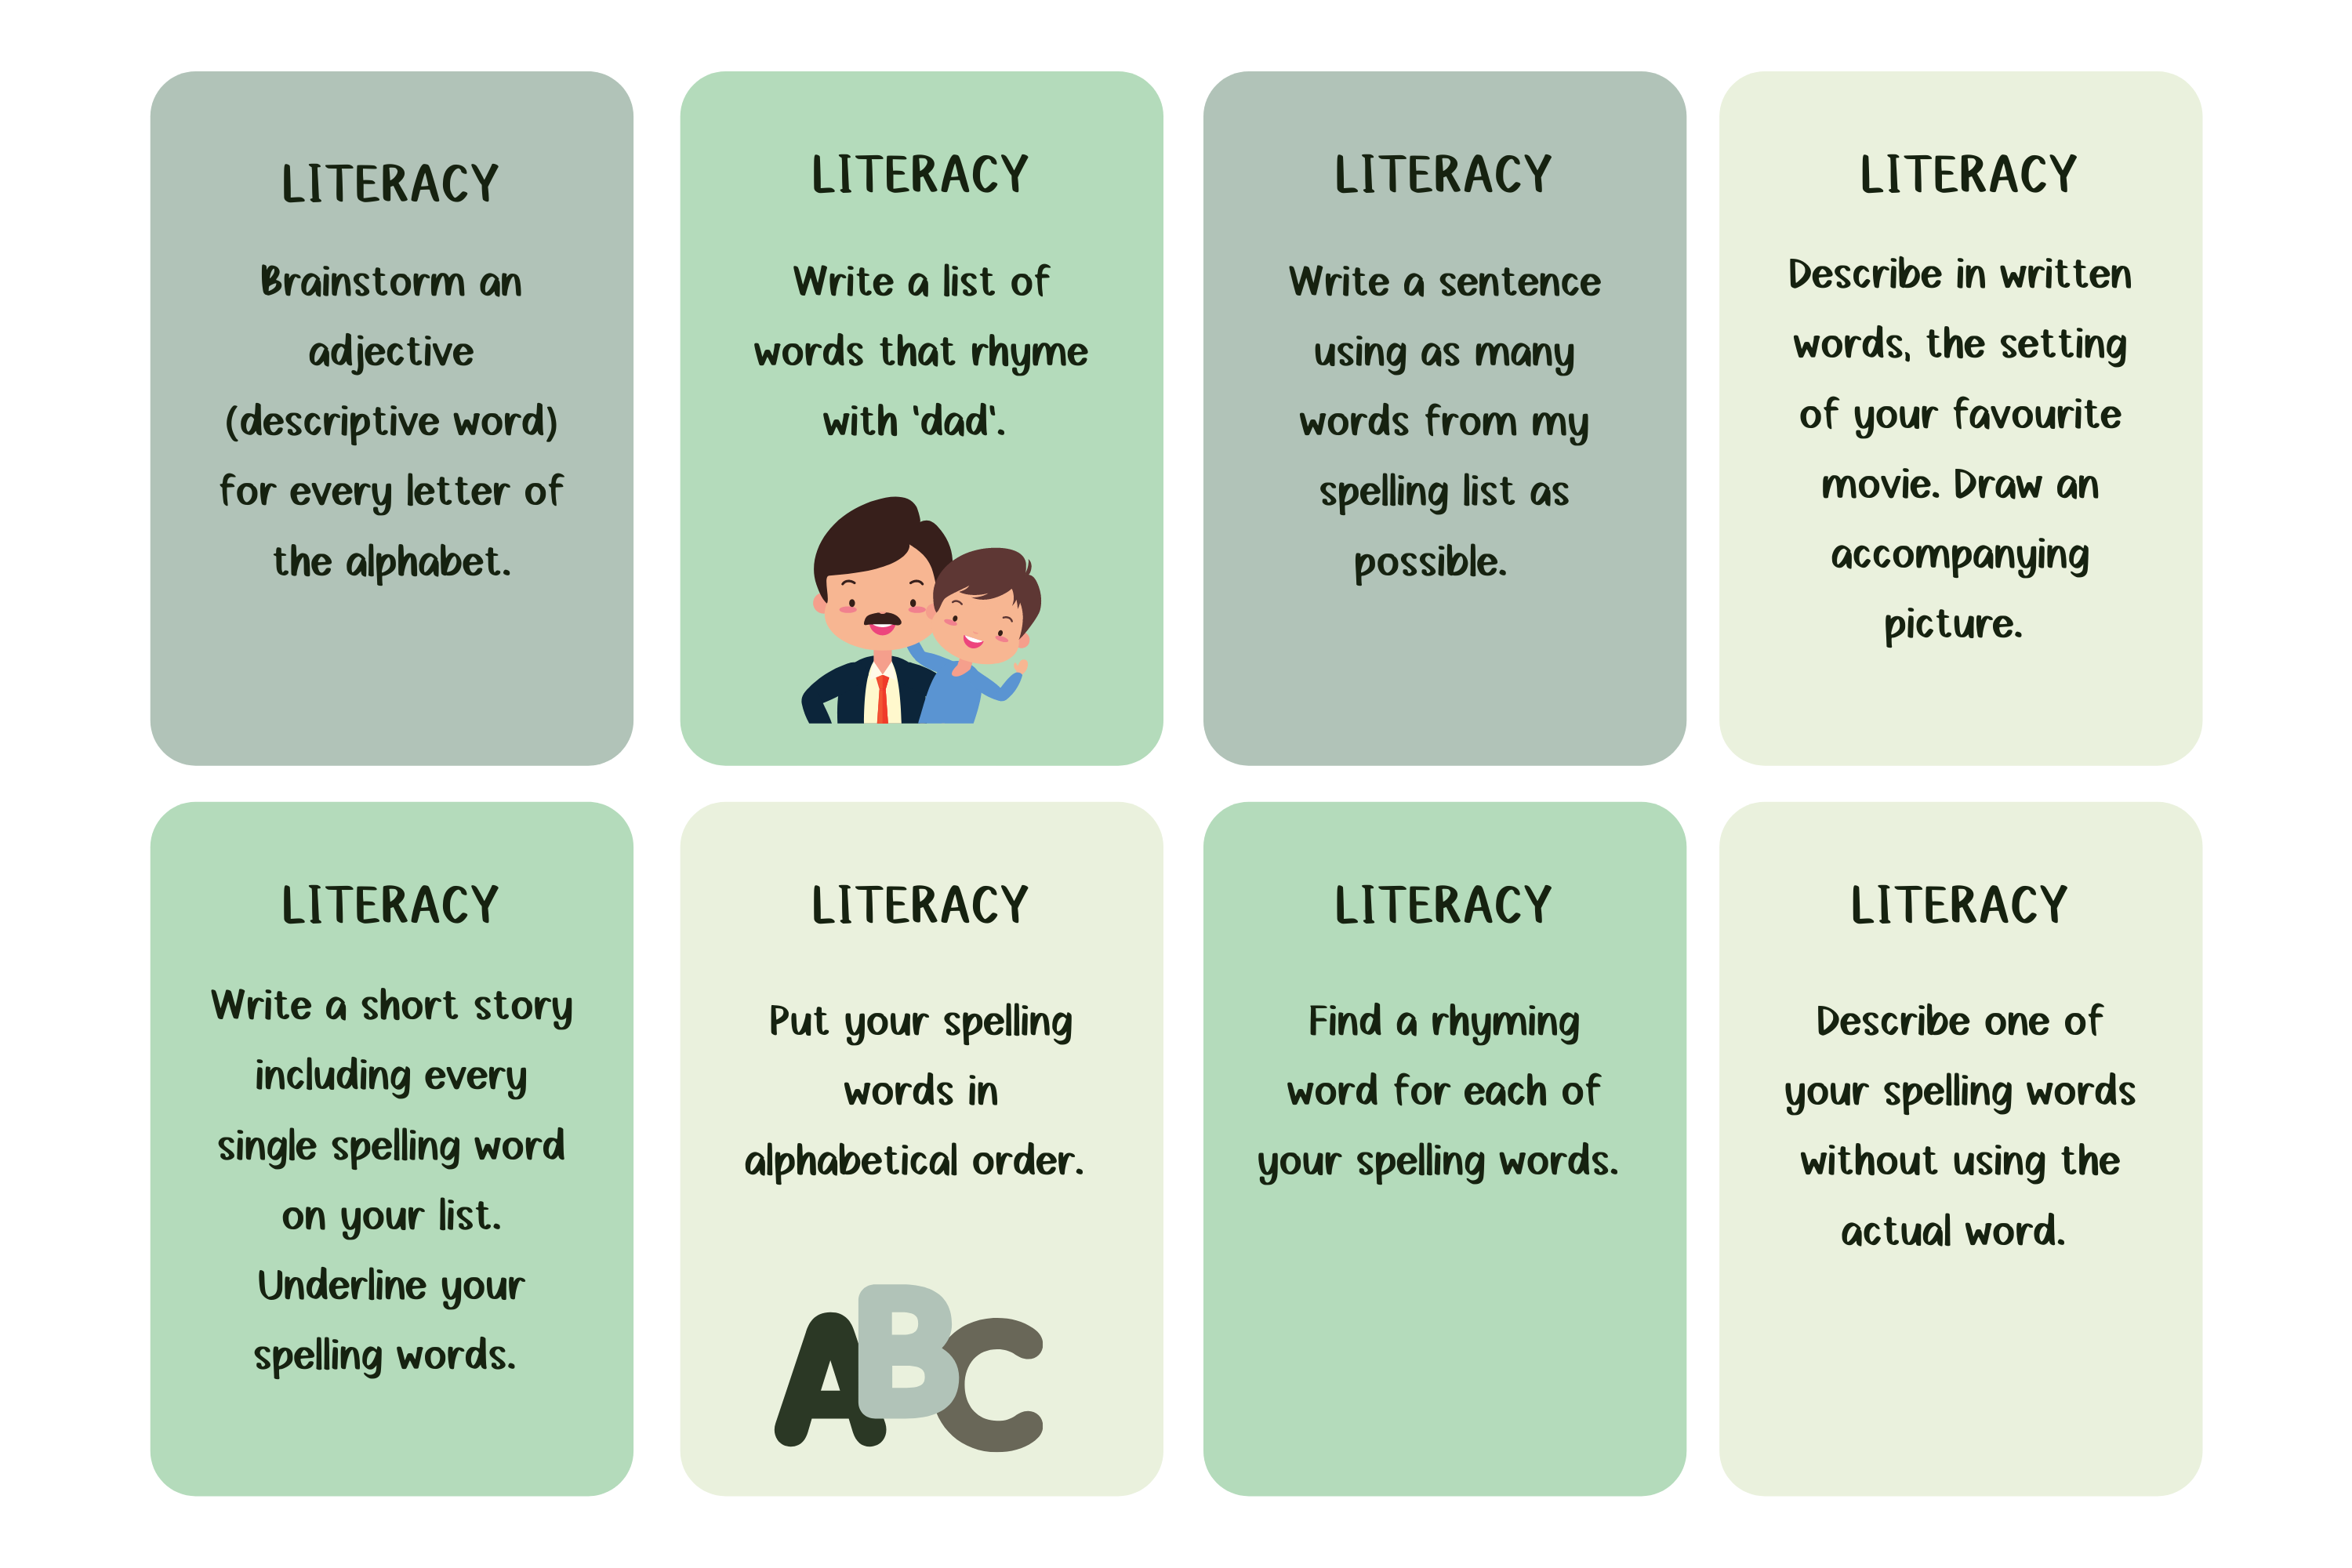 LITERACY
Brainstorm an
adjective
(descriptive word)
for every letter of
the alphabet.
LITERACY
Write a list of
words that rhyme
with 'dad'.
LITERACY
Write a sentence
using as many
words from my
spelling list as
possible.
LITERACY
Describe in written
words, the setting
of your favourite
movie. Draw an
accompanying
picture.
LITERACY
Write a short story
including every
single spelling word
on your list.
Underline your
spelling words.
LITERACY
Put your spelling
words in
alphabetical order.
ABC
LITERACY
Find a rhyming
word for each of
your spelling words.
LITERACY
Describe one of
your spelling words
without using the
actual word.